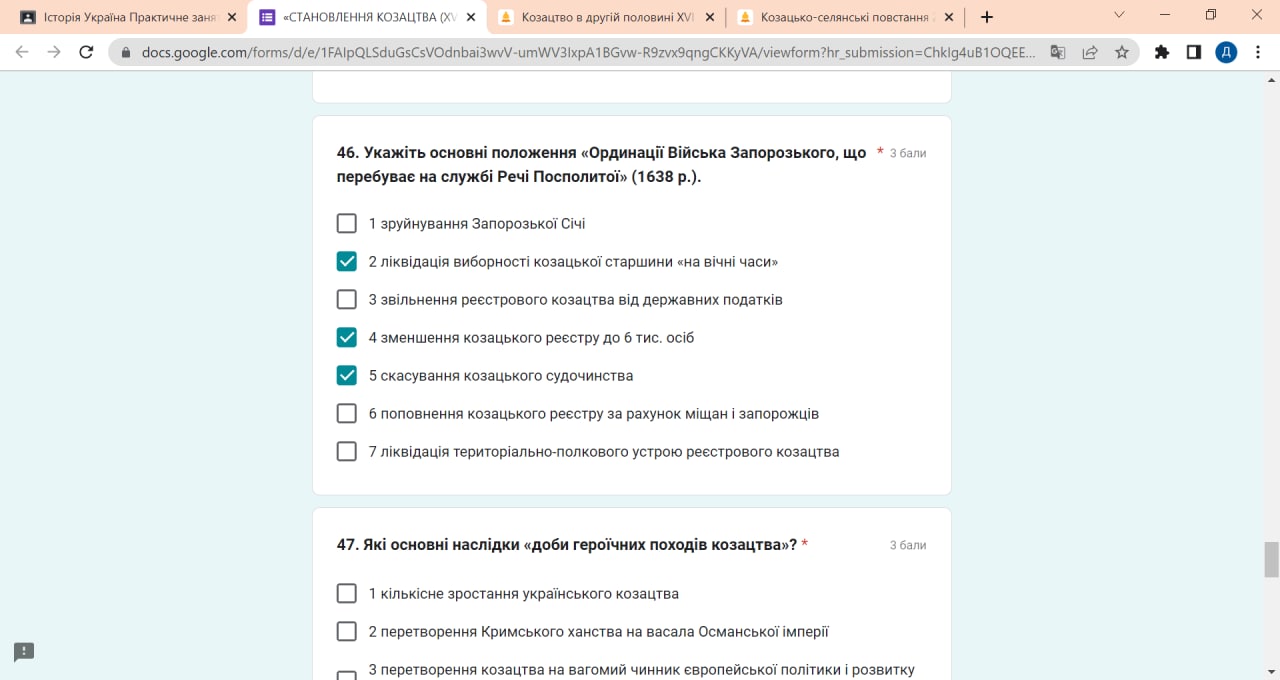 Історія Україна Практичне заня
«СТАНОВЛЕННЯ КОЗАЦТВА (XV
Козацтво в другій половині XVI
Козацько-селянські повстання 2
docs.google.com/forms/d/e/1FAIpQLSduGsCsVOdnbai3wvV-umWV3IxpA1BGvw-R9zvx9qngCKKyVA/viewform?hr_submission=ChkIg4uB1OQEE...
Д
46. Укажіть основні положення «Ординації Війська Запорозького, що * 3 бали
перебуває на службі Речі Посполитої» (1638 р.).
1 зруйнування Запорозької Січі
2 ліквідація виборності козацької старшини «на вічні часи»
3 звільнення реєстрового козацтва від державних податків
4 зменшення козацького реєстру до 6 тис. осіб
5 скасування козацького судочинства
6 поповнення козацького реєстру за рахунок міщан і запорожців
7 ліквідація територіально-полкового устрою реєстрового козацтва
47. Які основні наслідки «доби героїчних походів козацтва»? * 3 бали
1 кількісне зростання українського козацтва
2 перетворення Кримського ханства на васала Османської імперії
3 перетворення козацтва на вагомий чинник європейської політики і розвитку